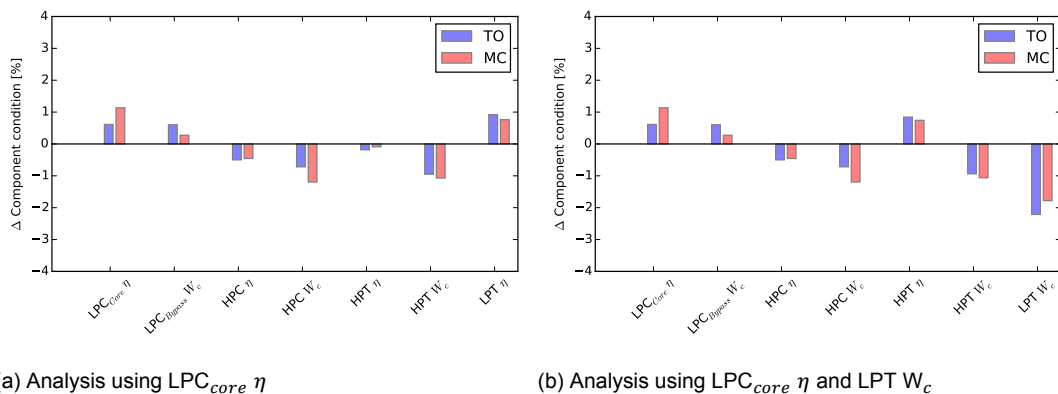 4
3
2
1
0
−1
−2
−3
−4
Δ Component condition [%]
TO
MC
LPC_Core η
LPC_Bypass W_c
HPC η
HPC W_c
HPT η
HPT W_c
LPT η
4
3
2
1
0
−1
−2
−3
−4
Δ Component condition [%]
TO
MC
LPC_Core η
LPC_Bypass W_c
HPC η
HPC W_c
HPT η
HPT W_c
LPT W_c
(a) Analysis using LPC_core η
(b) Analysis using LPC_core η and LPT W_c